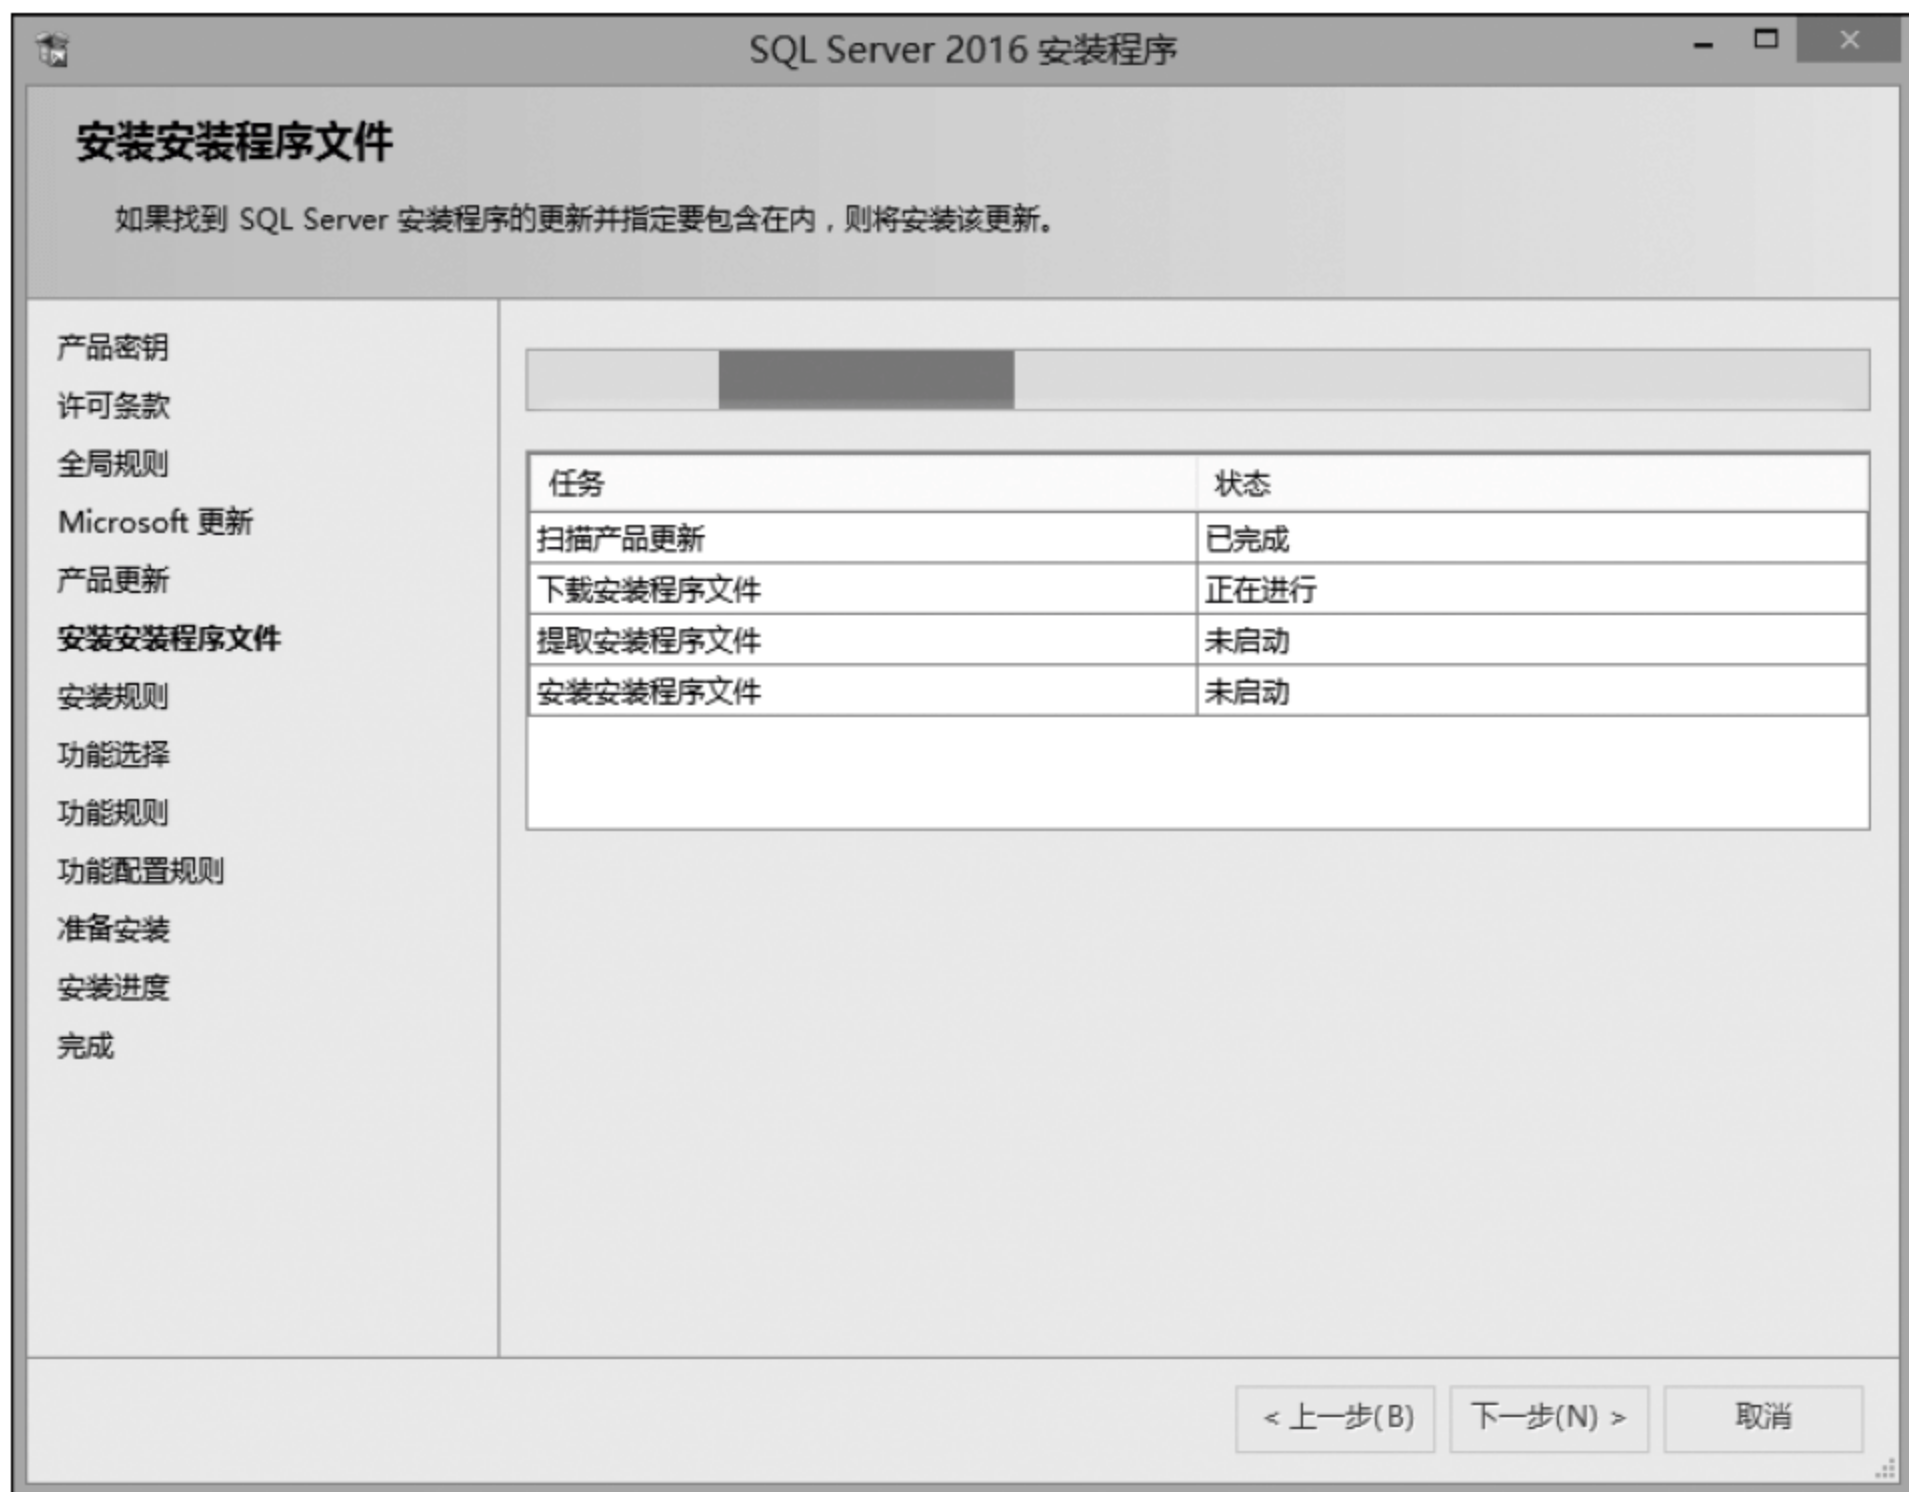 SQL Server 2016 安装程序
安装安装程序文件
如果找到 SQL Server 安装程序的更新并指定要包含在内，则将安装该更新。
产品密钥
许可条款
全局规则
Microsoft 更新
产品更新
安装安装程序文件
安装规则
功能选择
功能规则
功能配置规则
准备安装
安装进度
完成
任务 状态
扫描产品更新 已完成
下载安装程序文件 正在进行
提取安装程序文件 未启动
安装安装程序文件 未启动
< 上一步(B) 下一步(N) > 取消